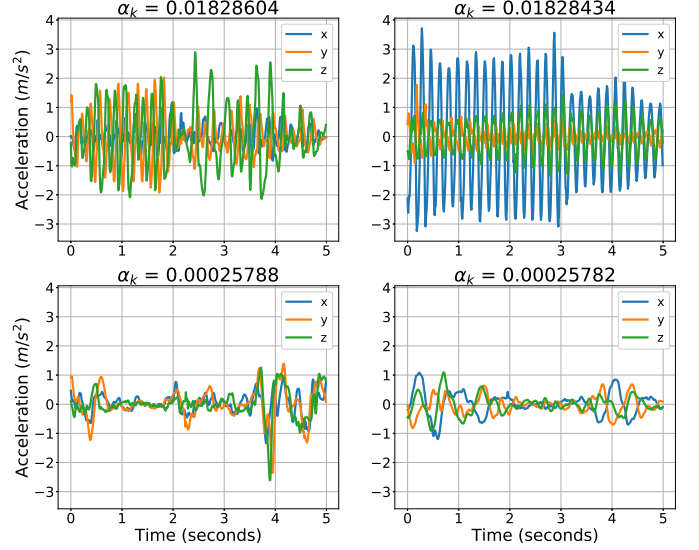 α_k = 0.01828604
α_k = 0.01828434
Acceleration (m/s²)
4
3
2
1
0
−1
−2
−3
x
y
z
0 1 2 3 4 5
4
3
2
1
0
−1
−2
−3
x
y
z
0 1 2 3 4 5
α_k = 0.00025788
α_k = 0.00025782
Acceleration (m/s²)
4
3
2
1
0
−1
−2
−3
x
y
z
0 1 2 3 4 5
Time (seconds)
4
3
2
1
0
−1
−2
−3
x
y
z
0 1 2 3 4 5
Time (seconds)